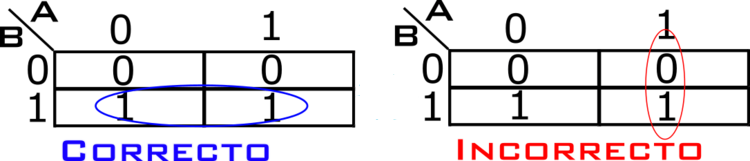 A A
B 0 1 B 0 1
0 0 0 0 0 0
1 1 1 1 1 1
CORRECTO INCORRECTO